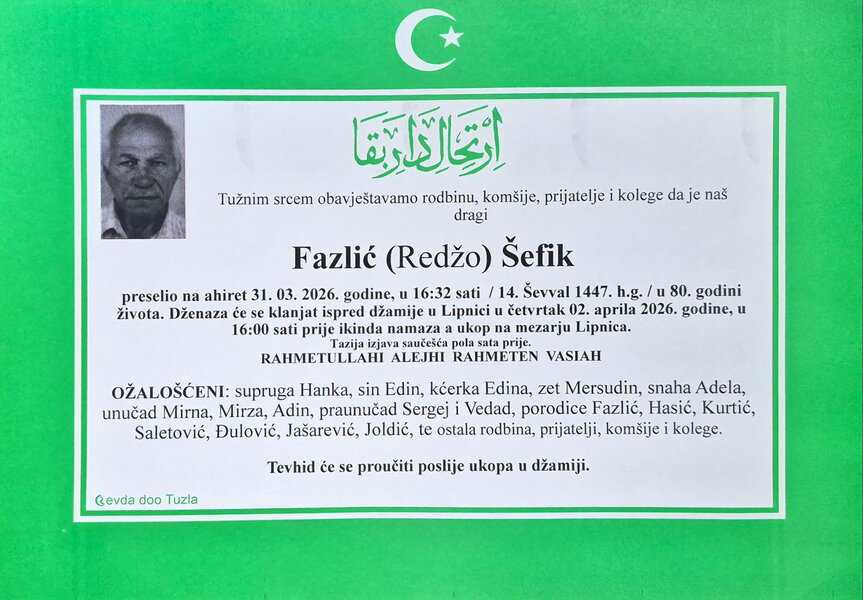 اِرْتِحَالِ دَارِ بَقَا
Tužnim srcem obavještavamo rodbinu, komšije, prijatelje i kolege da je naš
dragi
Fazlić (Redžo) Šefik
preselio na ahiret 31. 03. 2026. godine, u 16:32 sati / 14. Ševval 1447. h.g. / u 80. godini
života. Dženaza će se klanjat ispred džamije u Lipnici u četvrtak 02. aprila 2026. godine, u
16:00 sati prije ikinda namaza a ukop na mezarju Lipnica.
Tazija izjava saučešća pola sata prije.
RAHMETULLAHI ALEJHI RAHMETEN VASIAH
OŽALOŠĆENI: supruga Hanka, sin Edin, kćerka Edina, zet Mersudin, snaha Adela,
unučad Mirna, Mirza, Adin, praunučad Sergej i Vedad, porodice Fazlić, Hasić, Kurtić,
Saletović, Đulović, Jašarević, Joldić, te ostala rodbina, prijatelji, komšije i kolege.
Tevhid će se proučiti poslije ukopa u džamiji.
Revda doo Tuzla